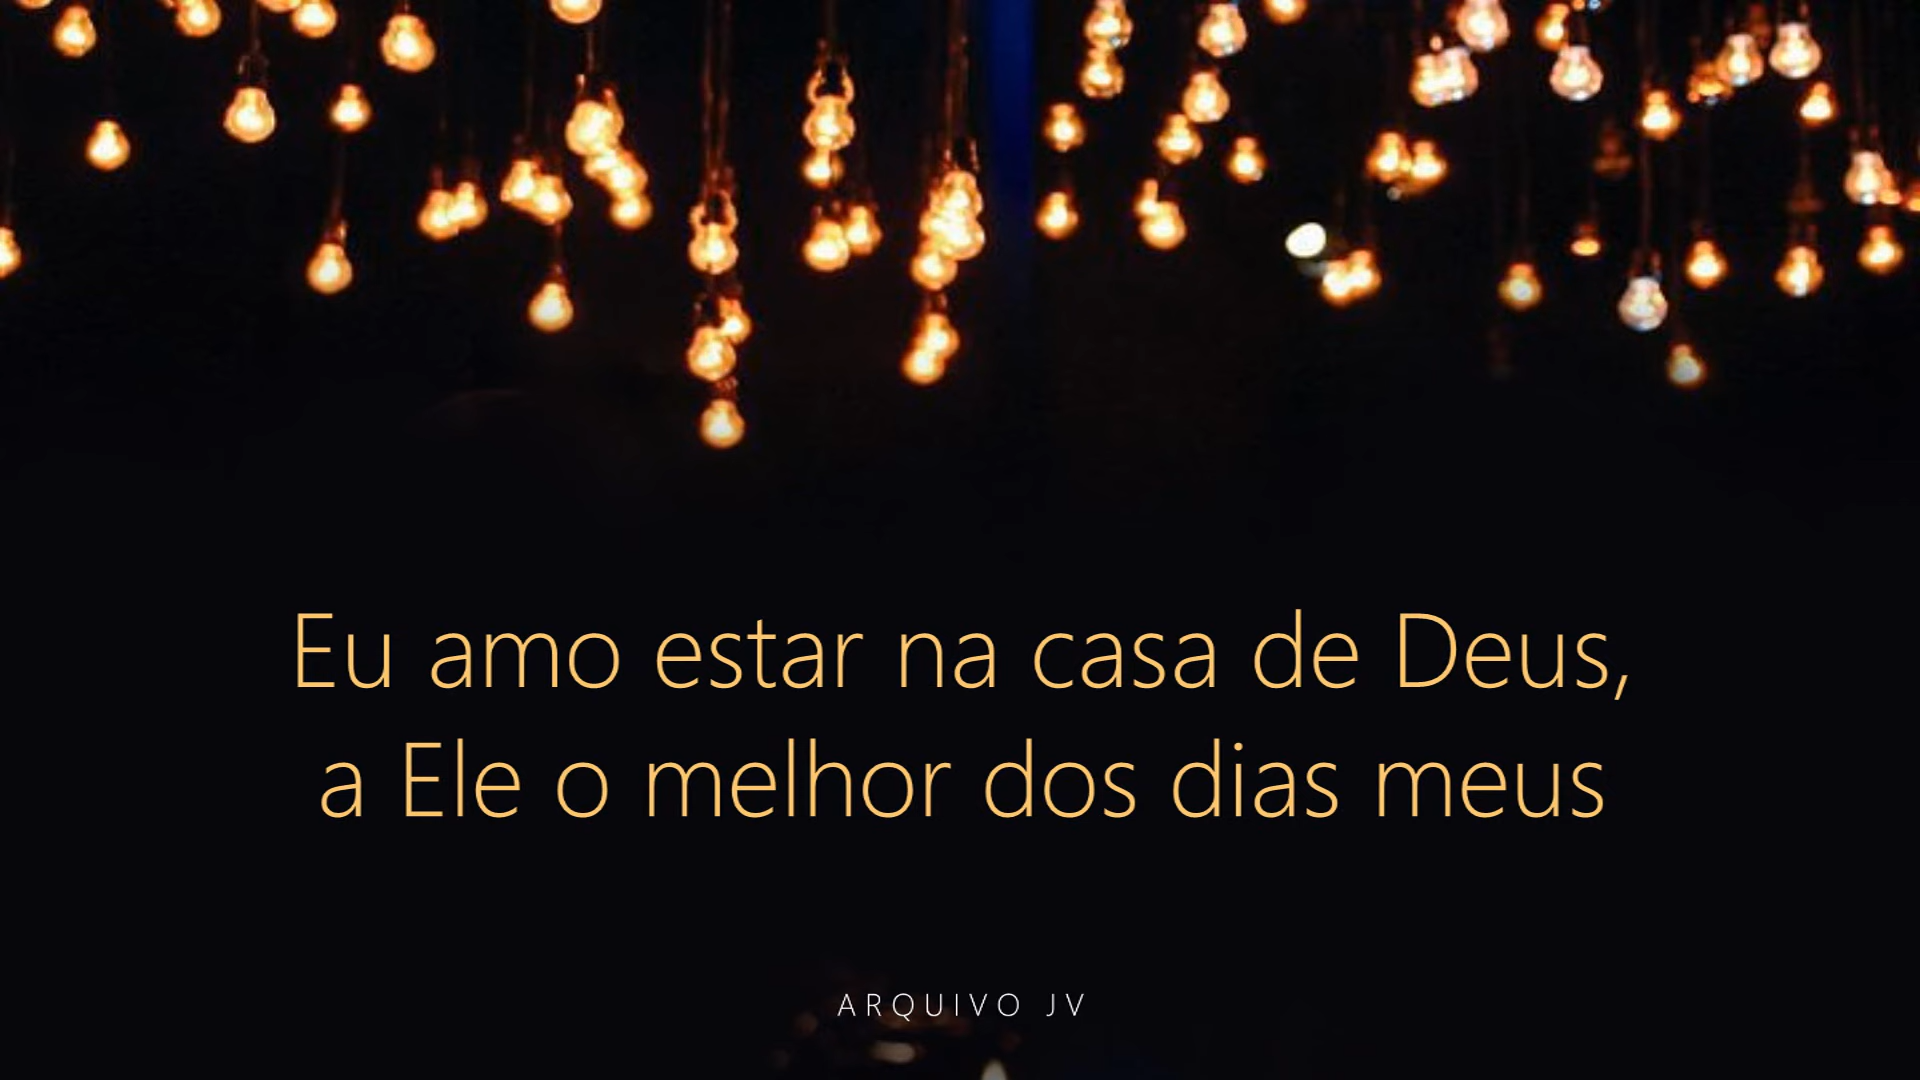 Eu amo estar na casa de Deus,
a Ele o melhor dos dias meus
ARQUIVO JV